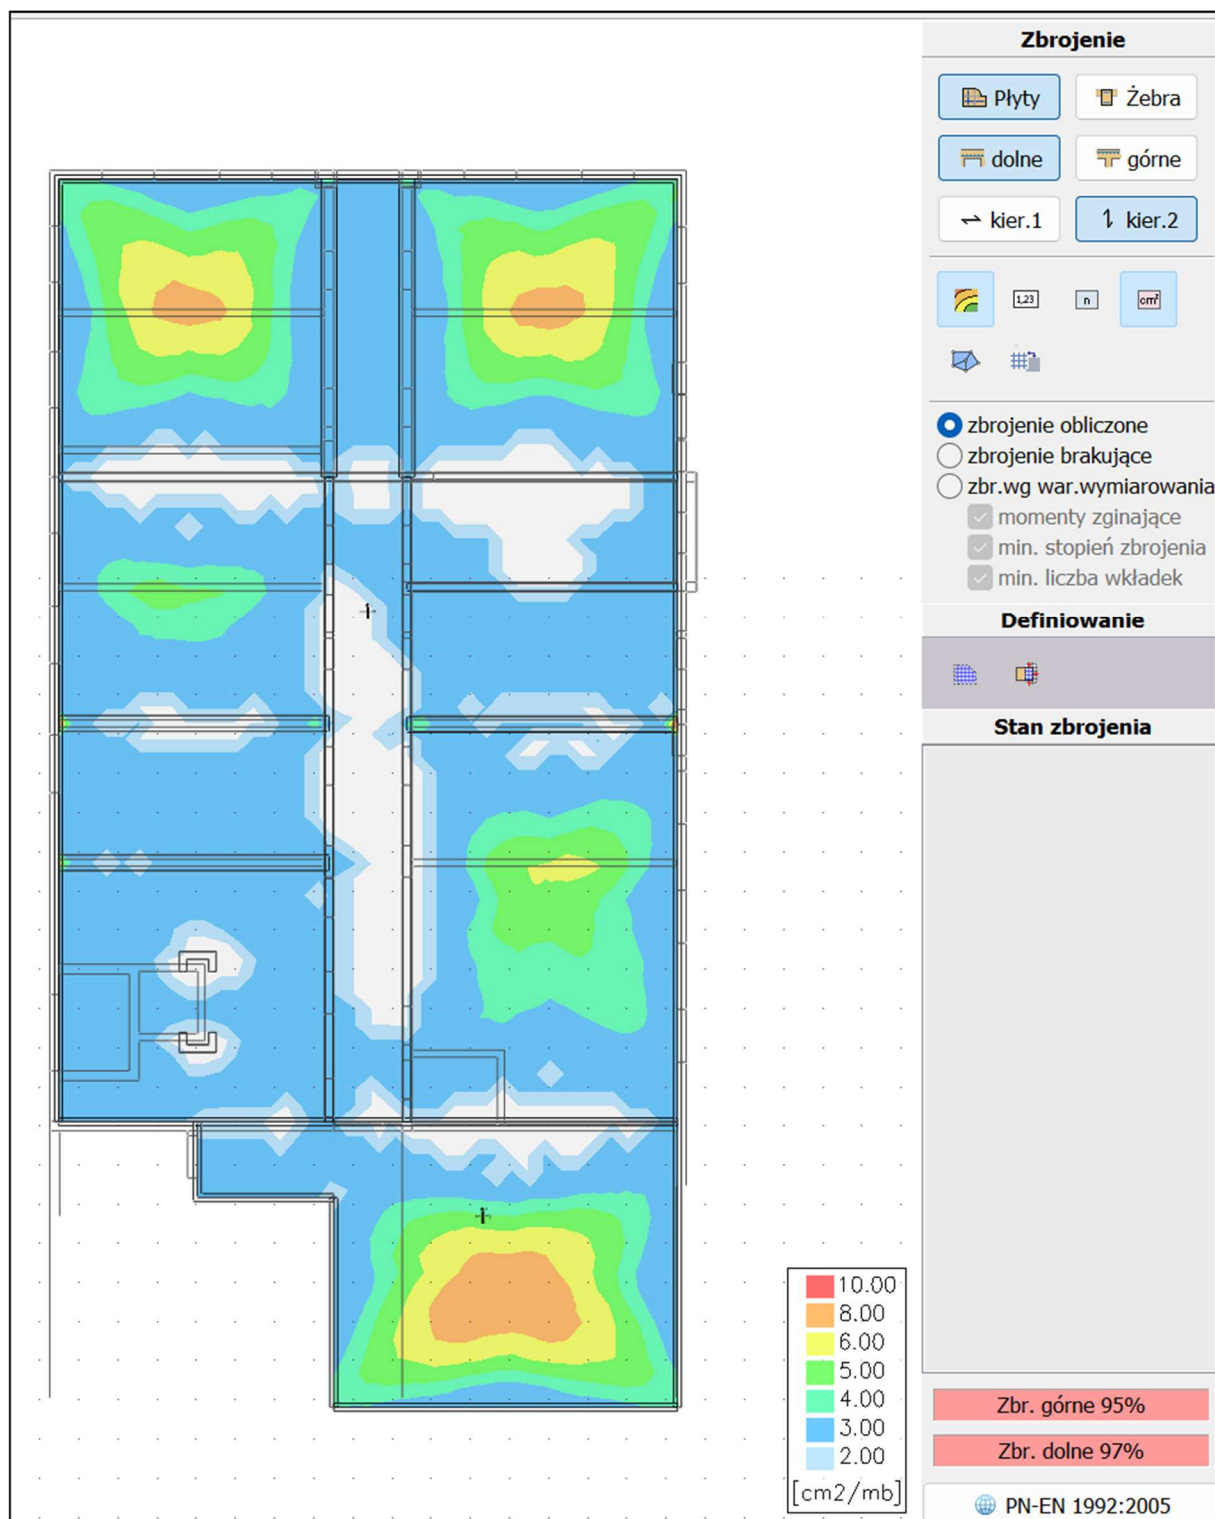 Zbrojenie
Płyty Żebra
dolne górne
kier.1 kier.2
1,23 n cm²
zbrojenie obliczone
zbrojenie brakujące
zbr.wg war.wymiarowania
momenty zginające
min. stopień zbrojenia
min. liczba wkładek
Definiowanie
Stan zbrojenia
10.00
8.00
6.00
5.00
4.00
3.00
2.00
[cm2/mb]
Zbr. górne 95%
Zbr. dolne 97%
PN-EN 1992:2005